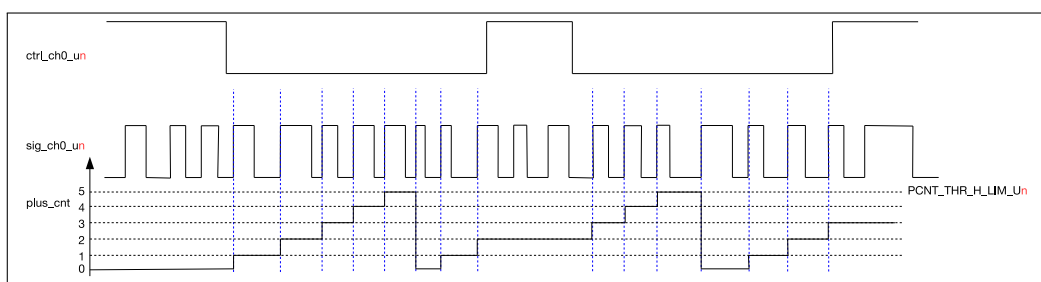 ctrl_ch0_un
sig_ch0_un
plus_cnt
5
4
3
2
1
0
PCNT_THR_H_LIM_Un